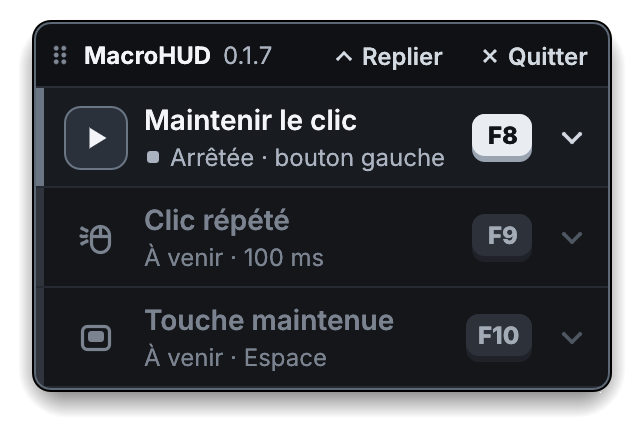 MacroHUD 0.1.7 Replier Quitter
Maintenir le clic F8
Arrêtée · bouton gauche
Clic répété F9
À venir · 100 ms
Touche maintenue F10
À venir · Espace